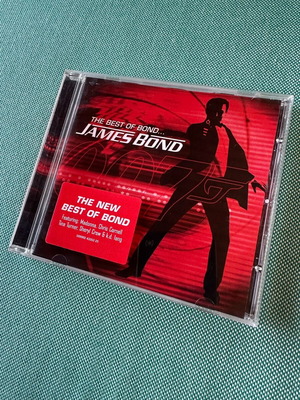 THE BEST OF BOND...
JAMES BOND
007
THE NEW
BEST OF BOND
Featuring: Madonna, Chris Cornell
Tina Turner, Sheryl Crow & k.d. lang